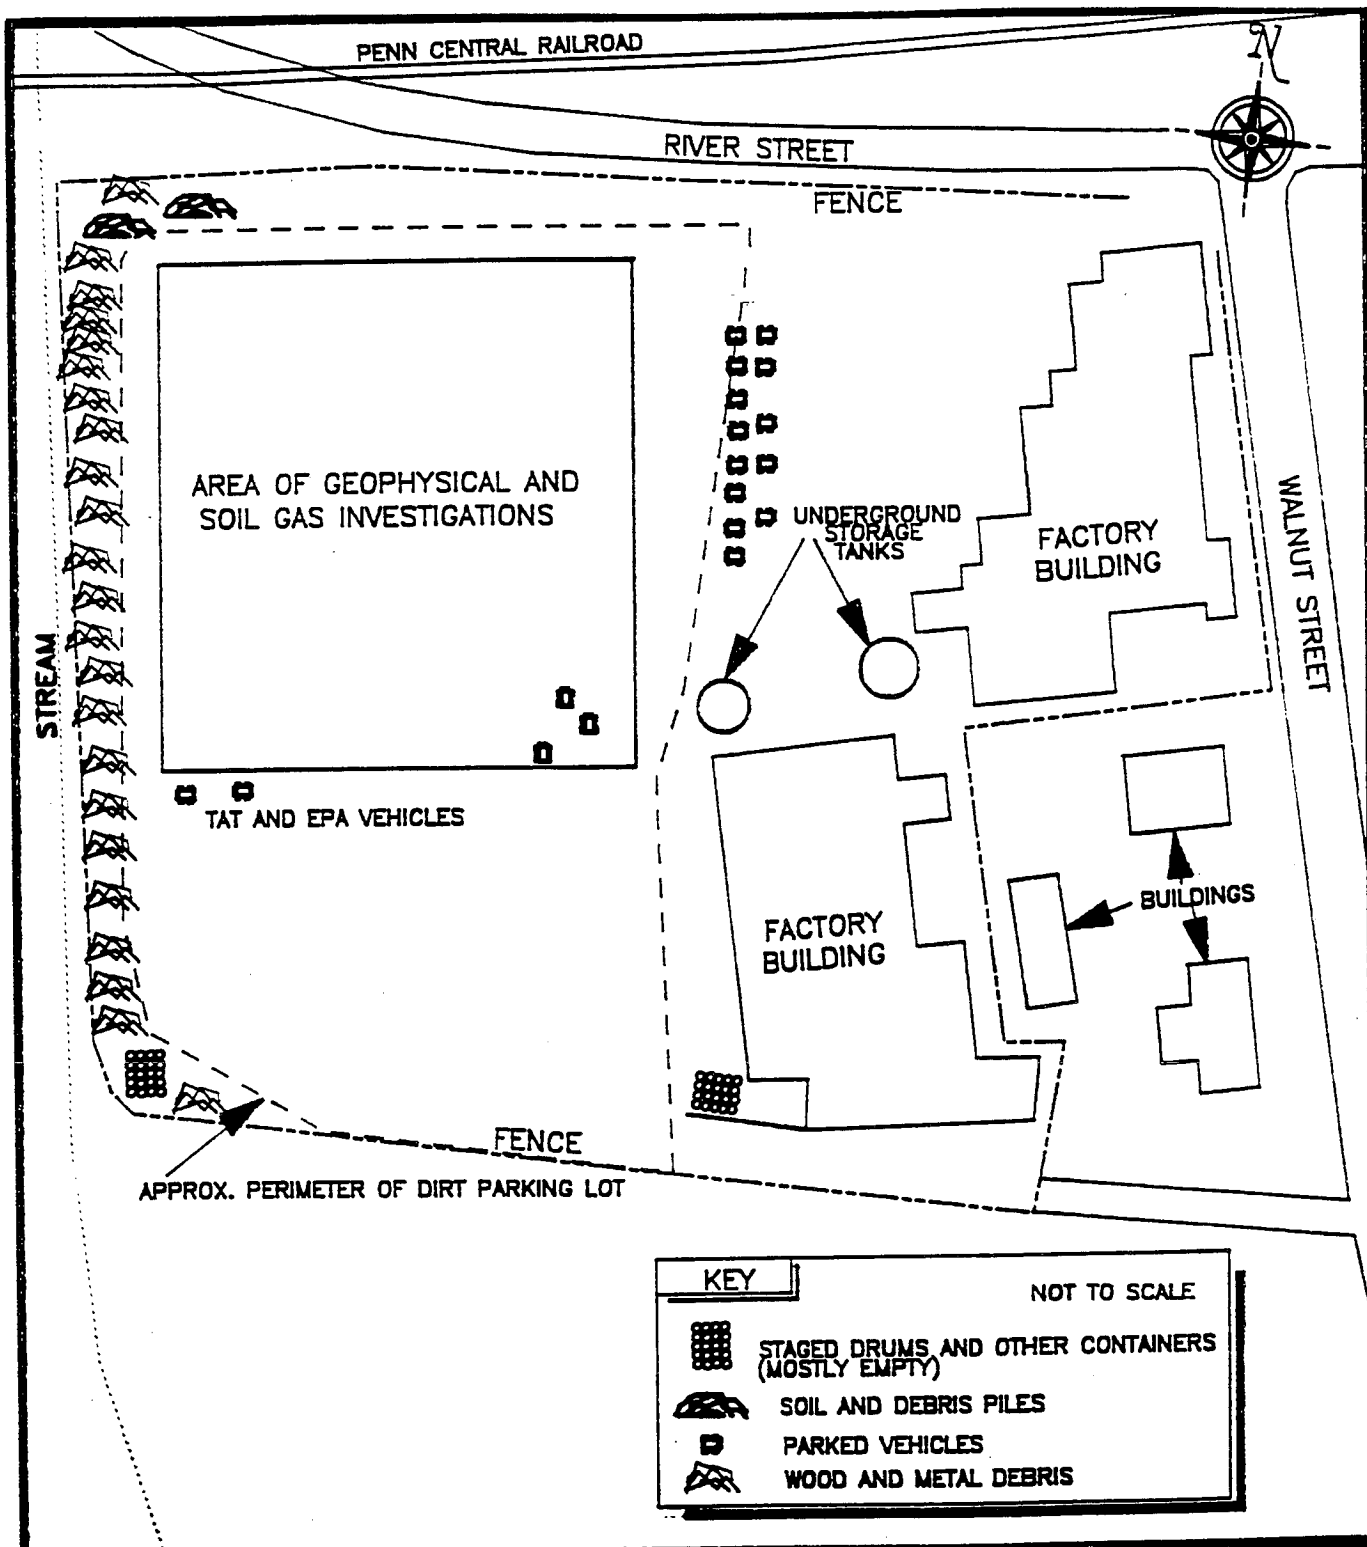 PENN CENTRAL RAILROAD
N
RIVER STREET
FENCE
AREA OF GEOPHYSICAL AND
SOIL GAS INVESTIGATIONS
UNDERGROUND
STORAGE
TANKS
FACTORY
BUILDING
WALNUT STREET
STREAM
TAT AND EPA VEHICLES
BUILDINGS
FACTORY
BUILDING
FENCE
APPROX. PERIMETER OF DIRT PARKING LOT
KEY
NOT TO SCALE
STAGED DRUMS AND OTHER CONTAINERS
(MOSTLY EMPTY)
SOIL AND DEBRIS PILES
PARKED VEHICLES
WOOD AND METAL DEBRIS